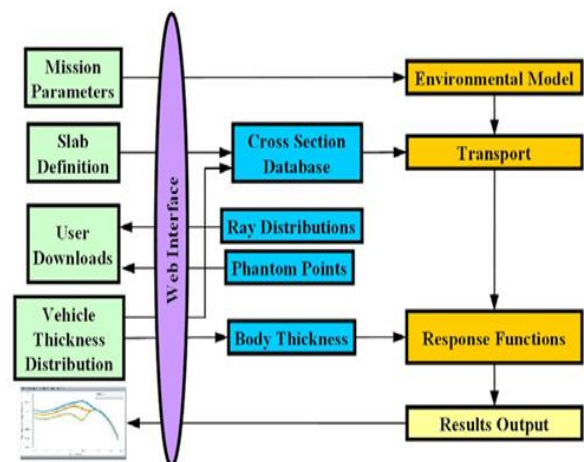 Mission
Parameters
Environmental Model
Slab
Definition
Cross Section
Database
Transport
User
Downloads
Ray Distributions
Phantom Points
Web Interface
Vehicle
Thickness
Distribution
Body Thickness
Response Functions
Results Output